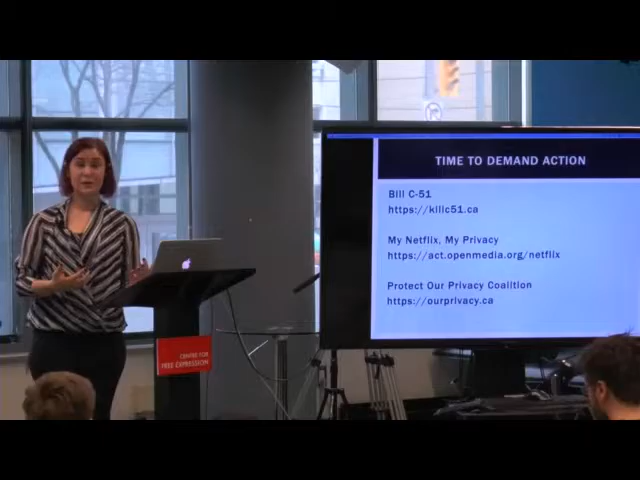 TIME TO DEMAND ACTION
Bill C-51
https://killc51.ca
My Netflix, My Privacy
https://act.openmedia.org/netflix
Protect Our Privacy Coalition
https://ourprivacy.ca
CENTRE FOR
FREE EXPRESSION